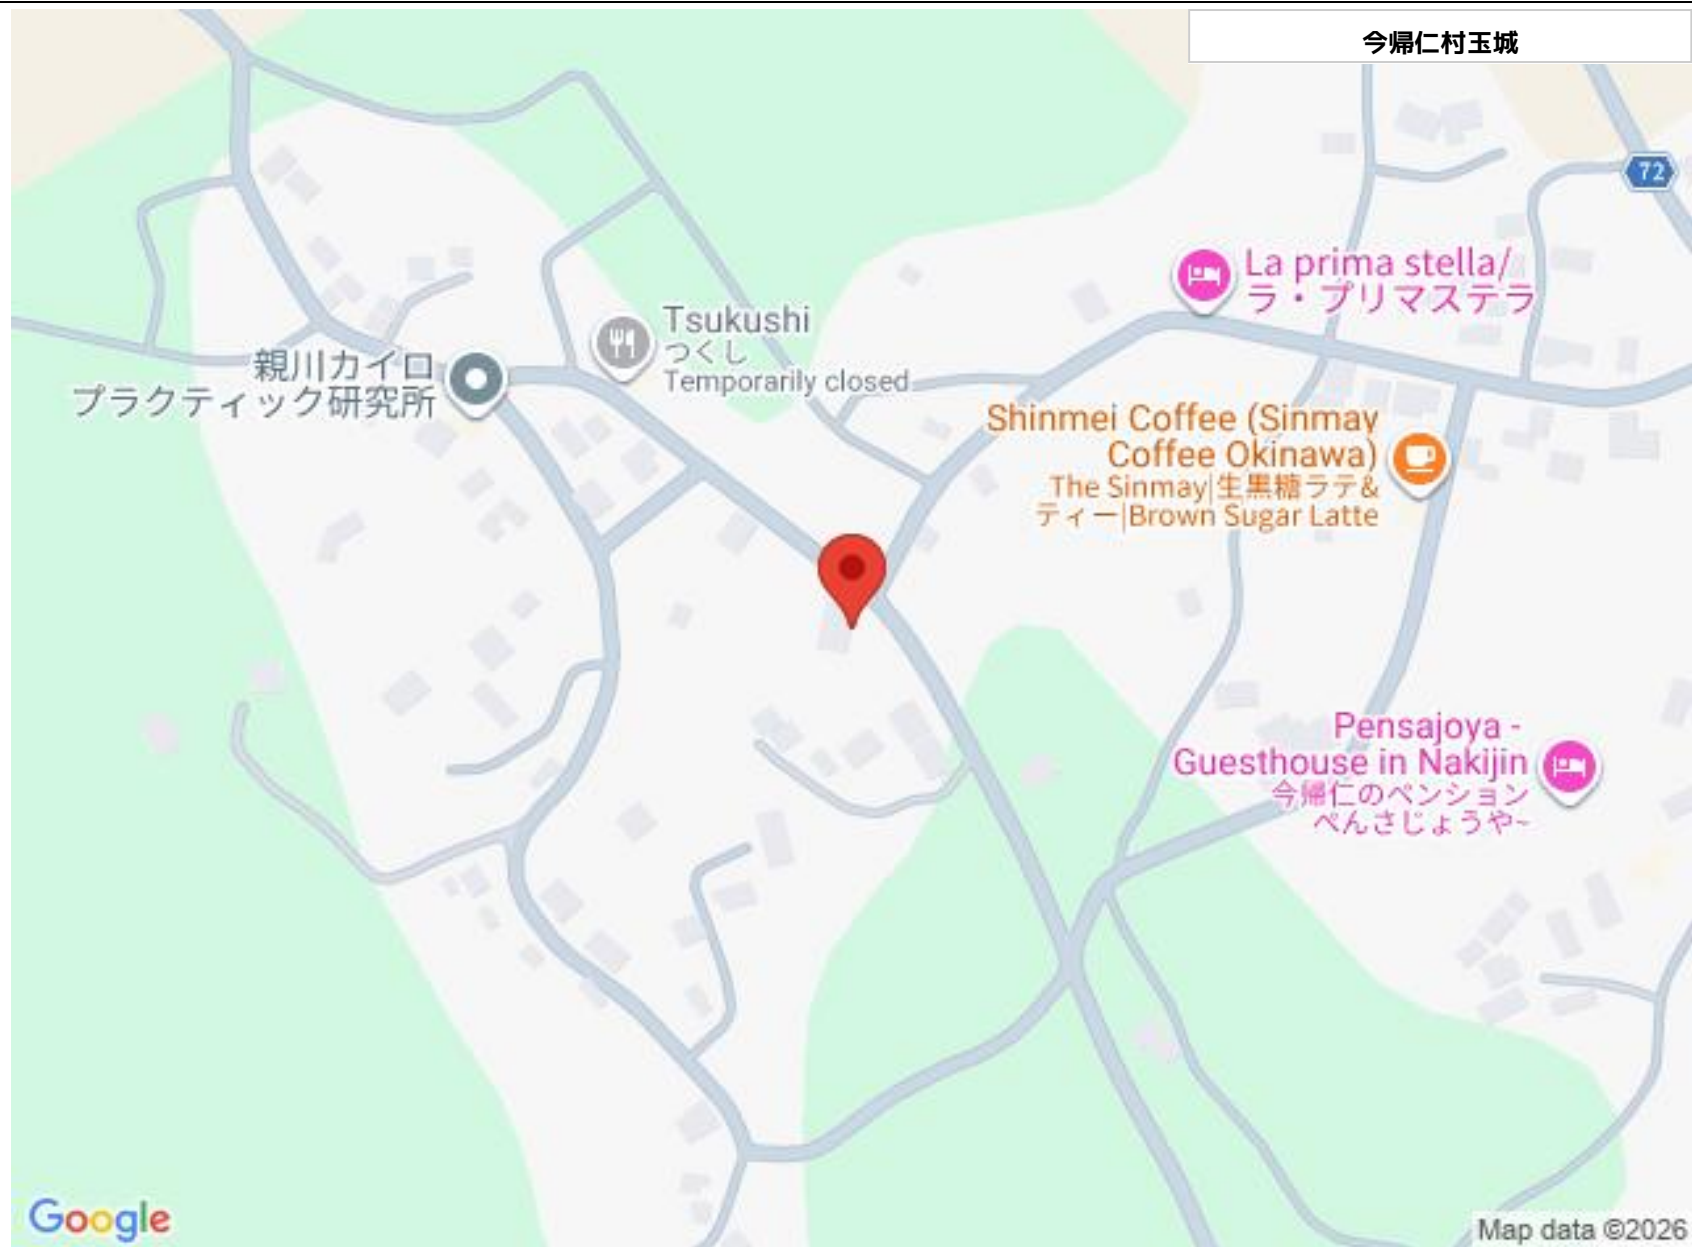 今帰仁村玉城
72
La prima stella/
ラ・プリマステラ
Tsukushi
つくし
Temporarily closed
親川カイロ
プラクティック研究所
Shinmei Coffee (Sinmay
Coffee Okinawa)
The Sinmay|生黒糖ラテ&
ティー|Brown Sugar Latte
Pensajoya -
Guesthouse in Nakijin
今帰仁のペンション
ぺんさじょうや~
Google
Map data ©2026